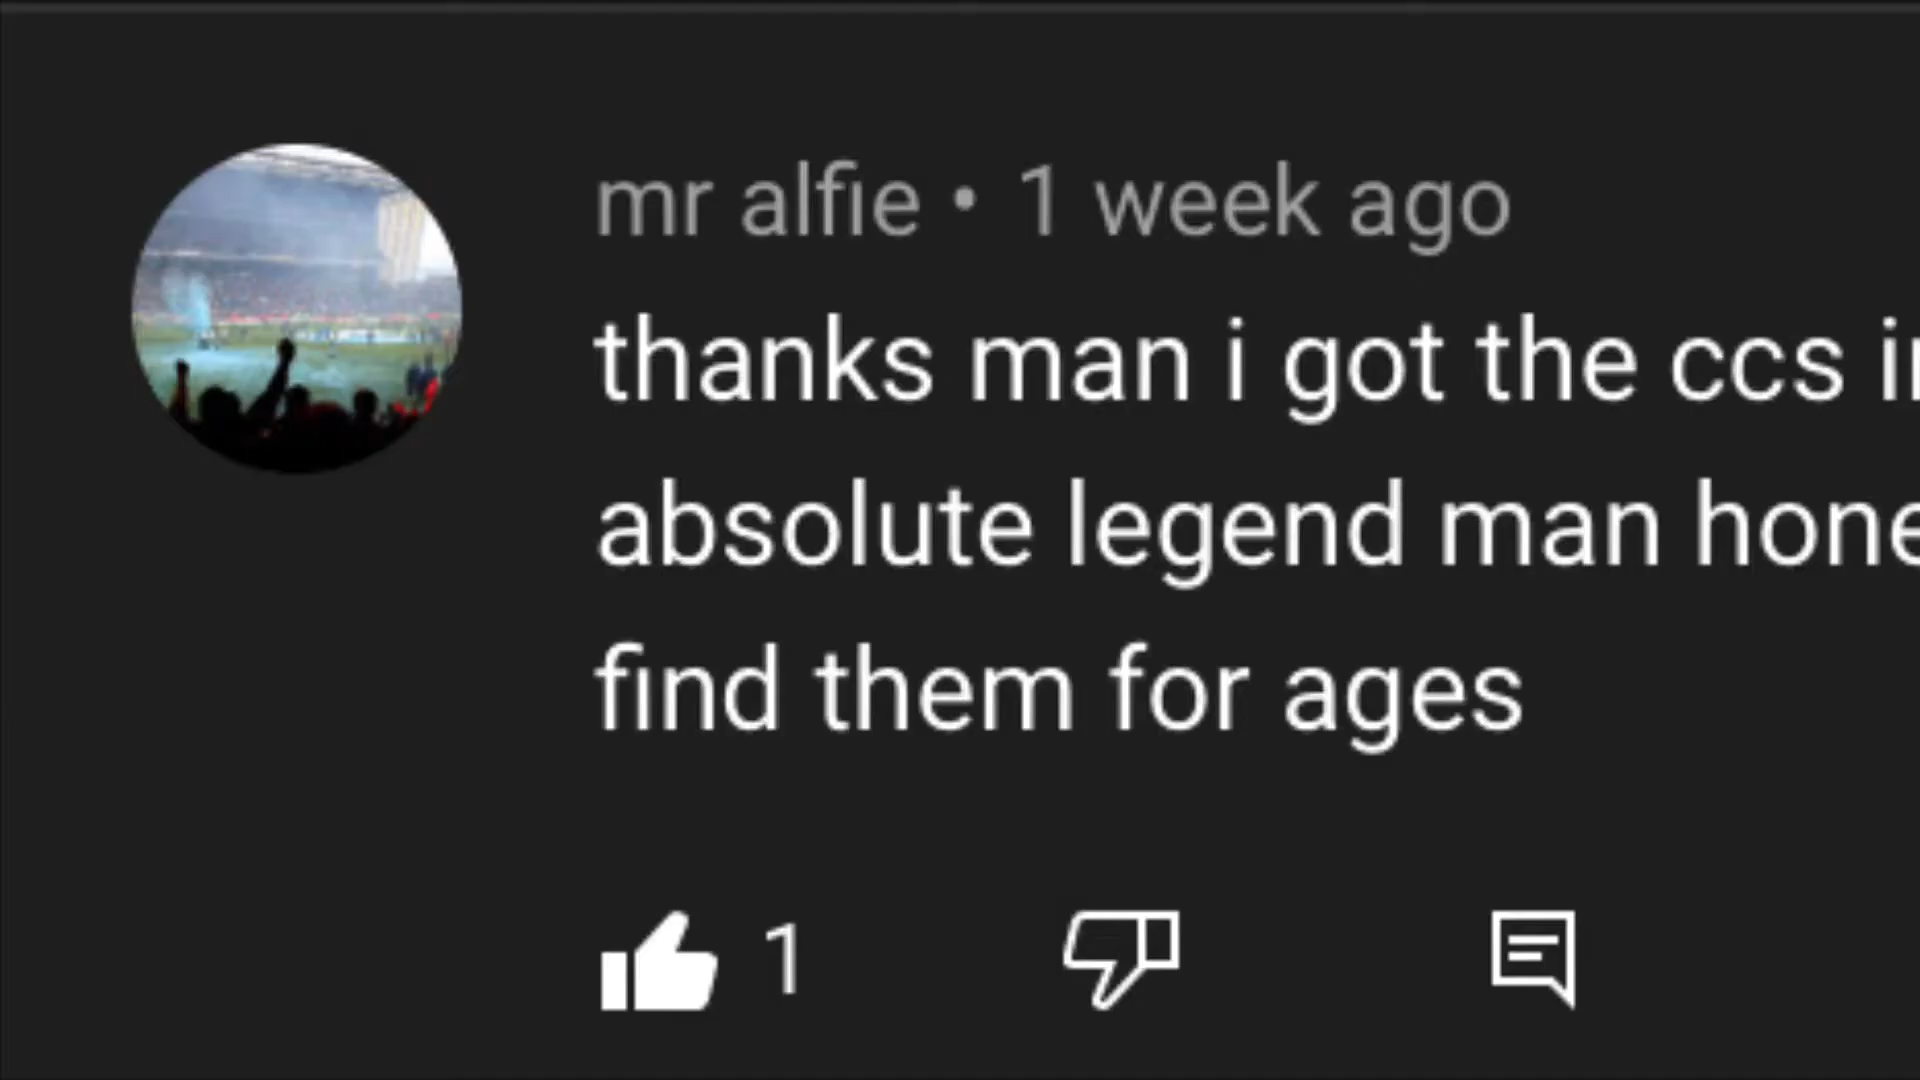 mr alfie • 1 week ago
thanks man i got the ccs
absolute legend man
find them for ages
1